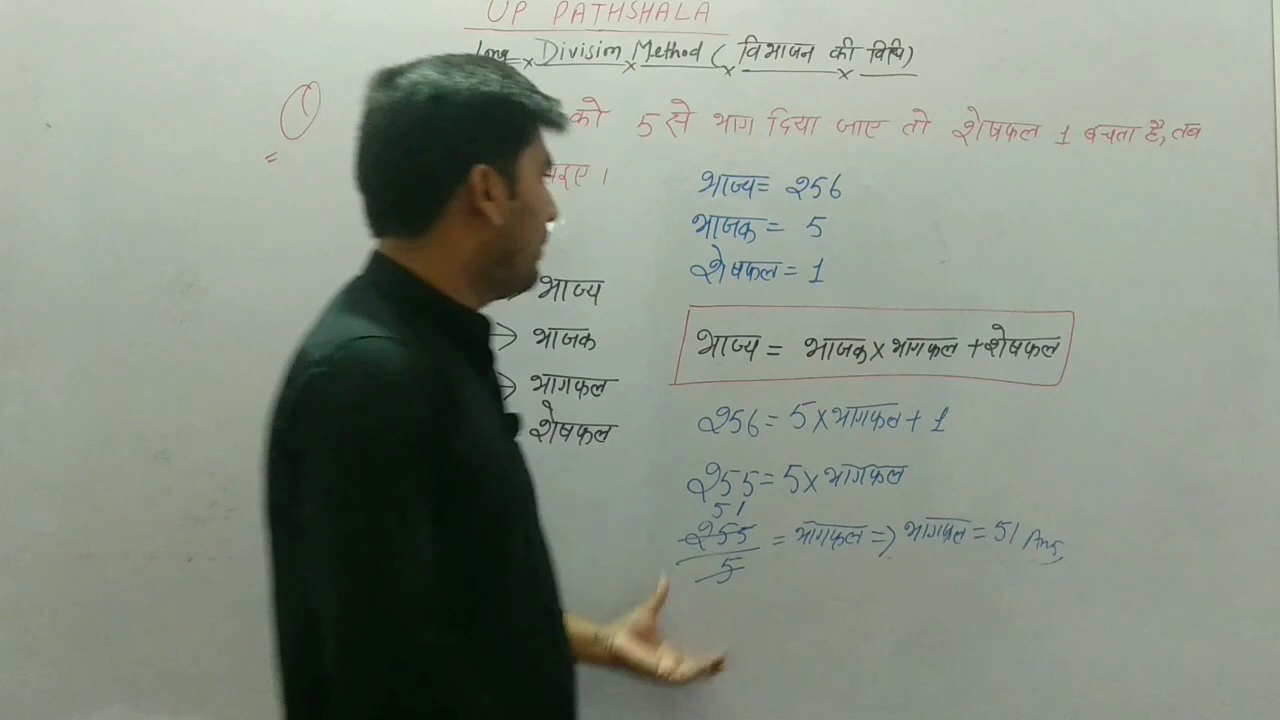 UP PATHSHALA
Long Division Method (विभाजन की विधि)
Q
को 5 से भाग दिया जाए तो शेषफल 1 बचता है, तब
।
भाज्य = 256
भाजक = 5
शेषफल = 1
→ भाज्य
→ भाजक
→ भागफल
शेषफल
भाज्य = भाजक × भागफल + शेषफल
256 = 5 × भागफल + 1
255 = 5 × भागफल
51
255 / 5 = भागफल => भागफल = 51 Ans,